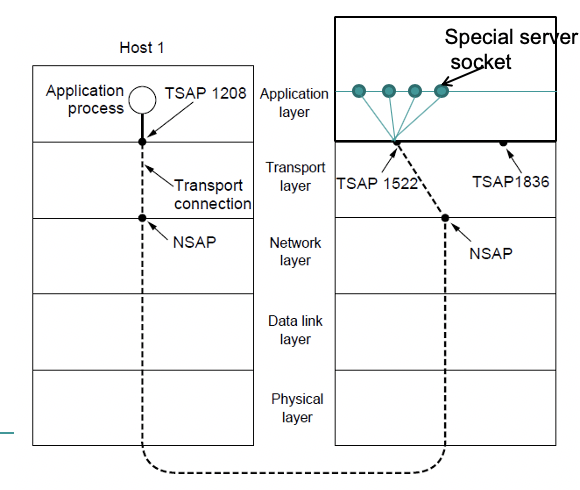 Host 1
Special server
socket
Application
process
TSAP 1208
Application
layer
Transport
layer
Transport
connection
TSAP 1522
TSAP1836
NSAP
Network
layer
NSAP
Data link
layer
Physical
layer